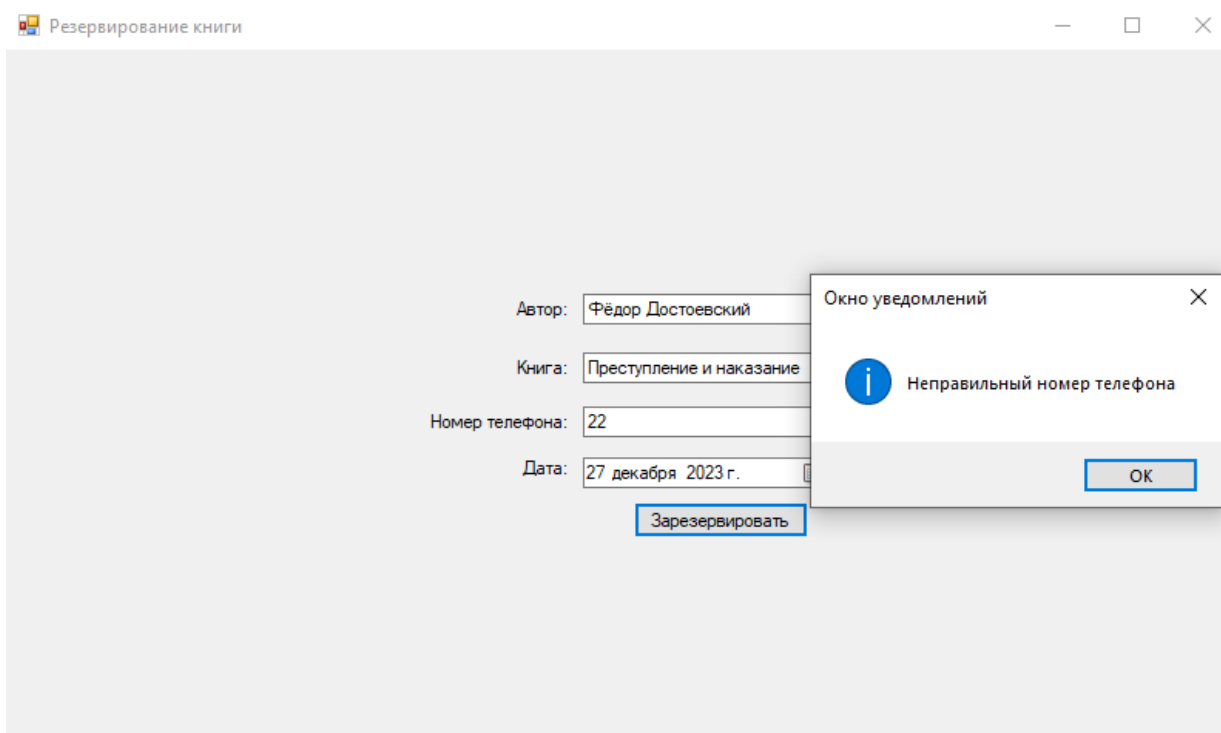 Резервирование книги
Автор: Фёдор Достоевский
Окно уведомлений
Книга: Преступление и наказание
Неправильный номер телефона
Номер телефона: 22
Дата: 27 декабря 2023 г.
OK
Зарезервировать